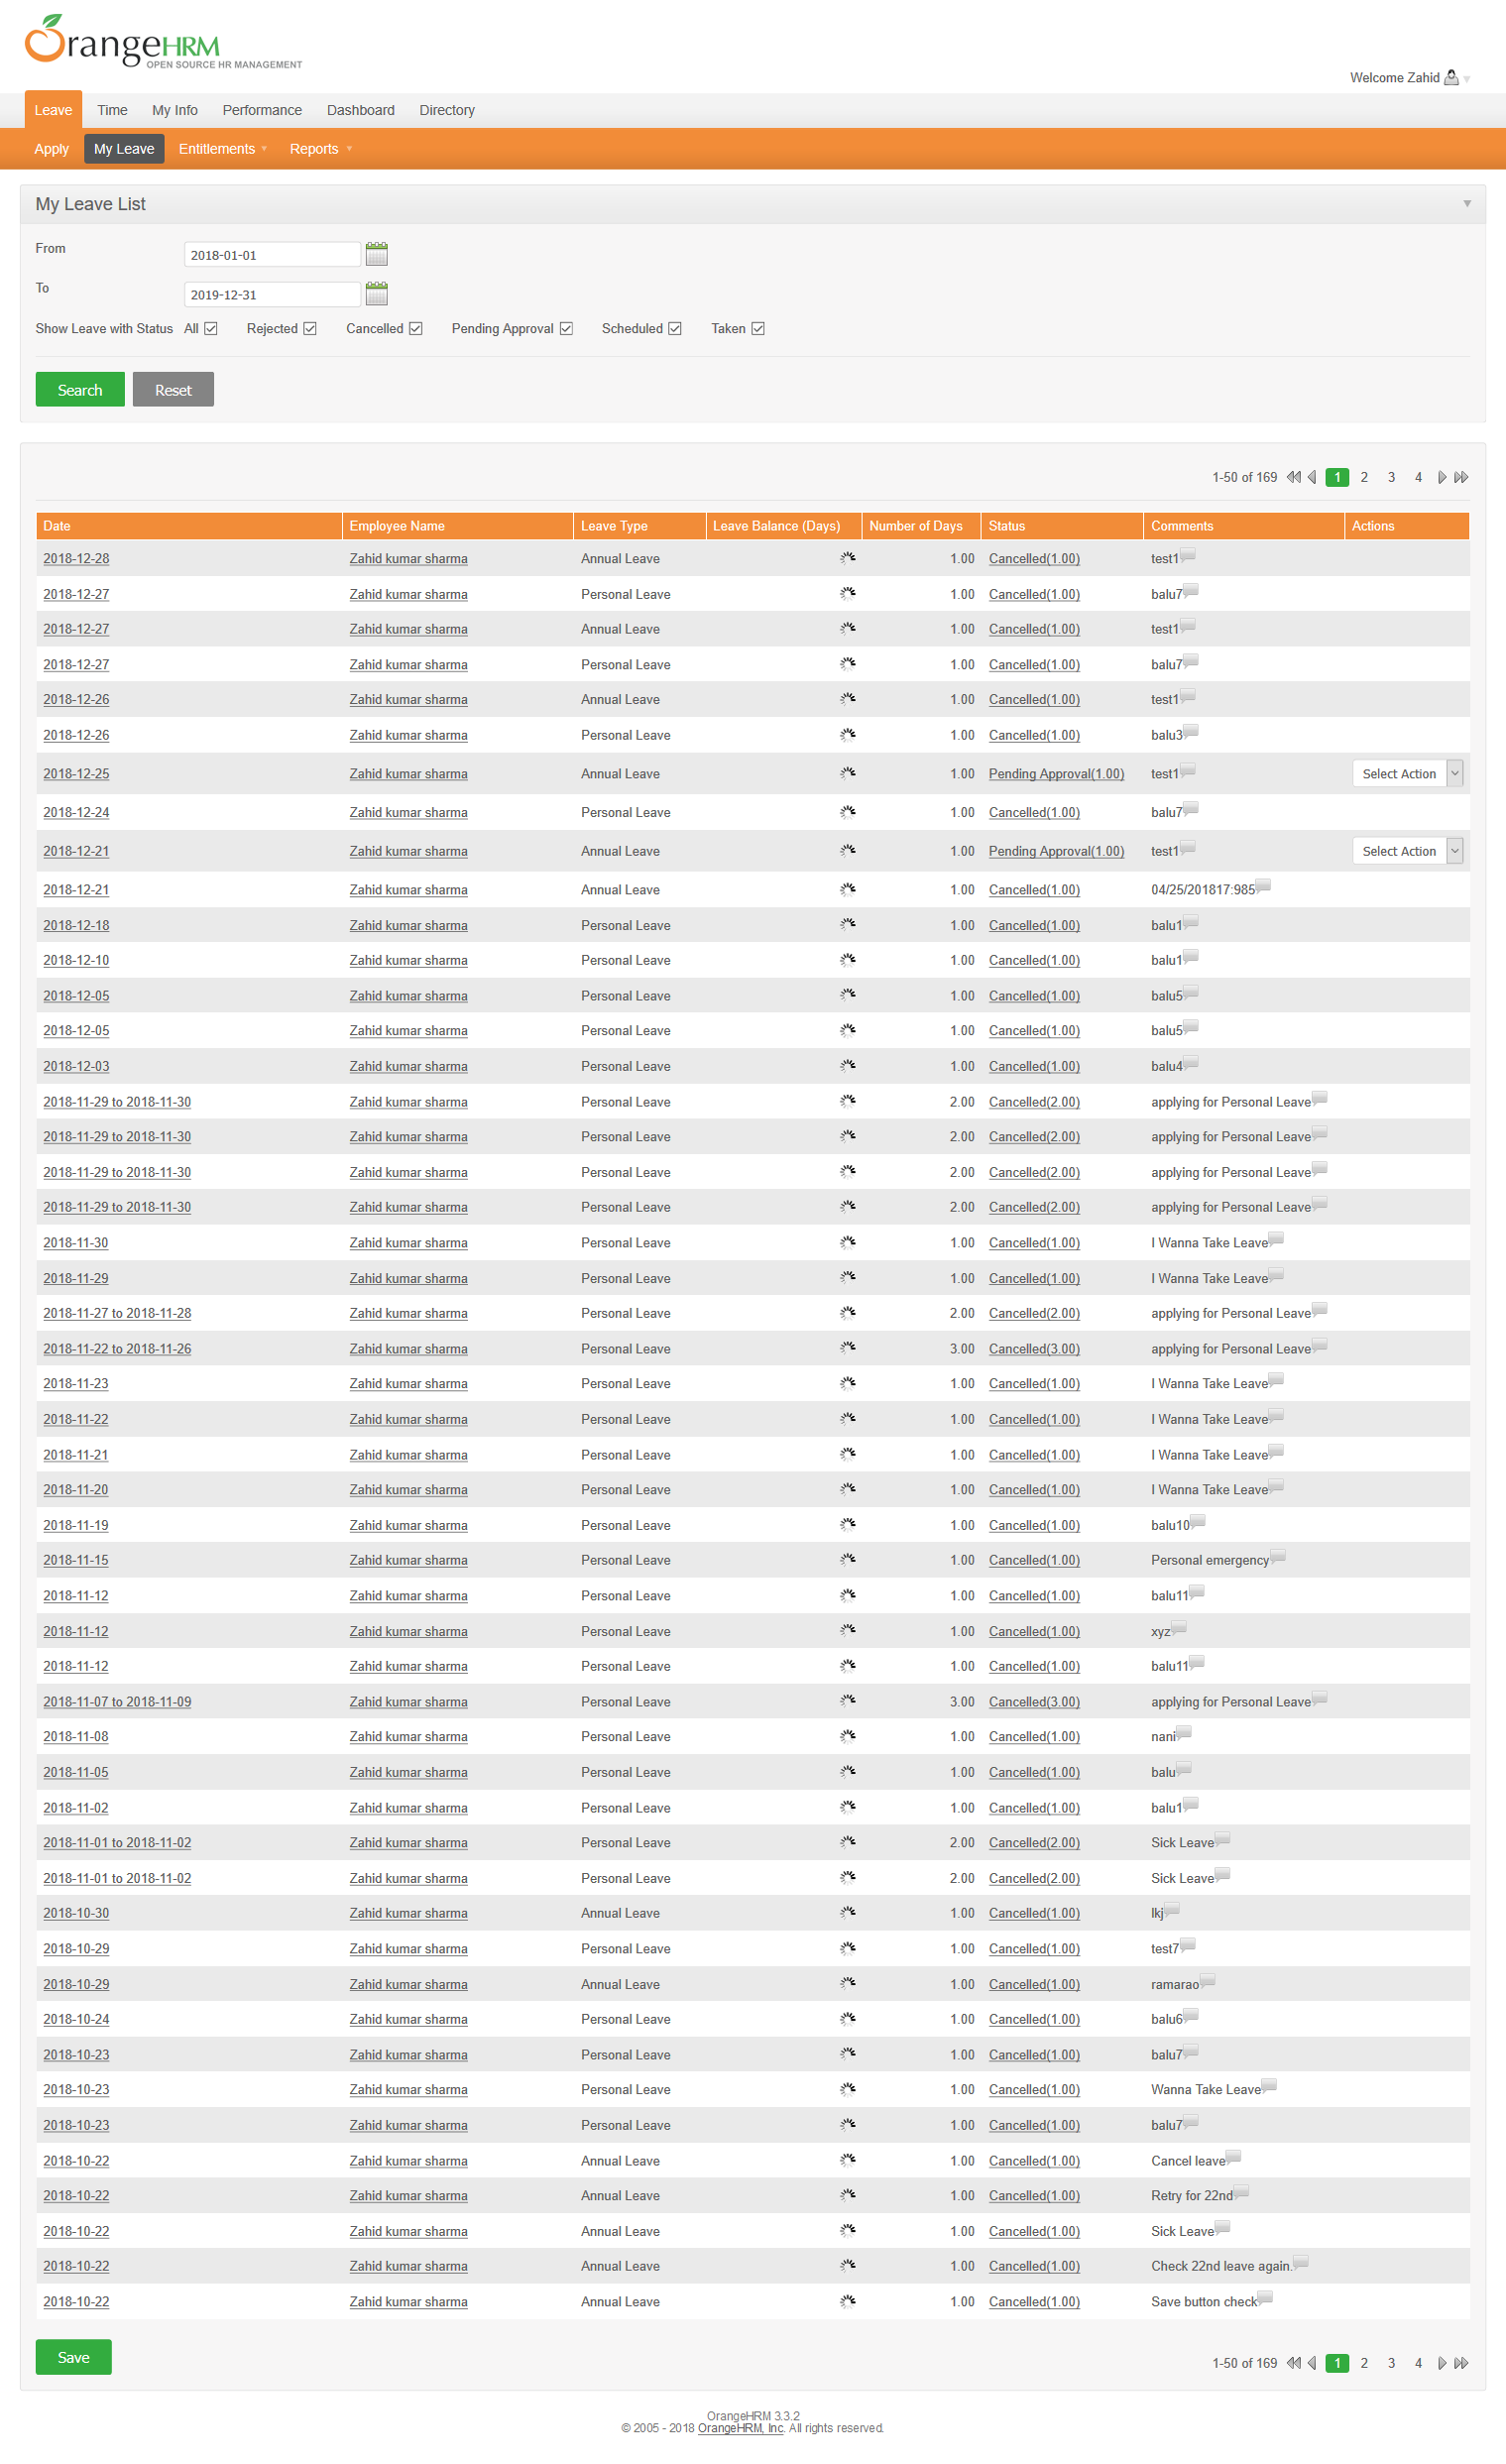 OrangeHRM
OPEN SOURCE HR MANAGEMENT
Welcome Zahid
Leave Time My Info Performance Dashboard Directory
Apply My Leave Entitlements Reports
My Leave List
From 2018-01-01
To 2019-12-31
Show Leave with Status All Rejected Cancelled Pending Approval Scheduled Taken
Search Reset
1-50 of 169 1 2 3 4
Date Employee Name Leave Type Leave Balance (Days) Number of Days Status Comments Actions
2018-12-28 Zahid kumar sharma Annual Leave 1.00 Cancelled(1.00) test1
2018-12-27 Zahid kumar sharma Personal Leave 1.00 Cancelled(1.00) balu7
2018-12-27 Zahid kumar sharma Annual Leave 1.00 Cancelled(1.00) test1
2018-12-27 Zahid kumar sharma Personal Leave 1.00 Cancelled(1.00) balu7
2018-12-26 Zahid kumar sharma Annual Leave 1.00 Cancelled(1.00) test1
2018-12-26 Zahid kumar sharma Personal Leave 1.00 Cancelled(1.00) balu3
2018-12-25 Zahid kumar sharma Annual Leave 1.00 Pending Approval(1.00) test1 Select Action
2018-12-24 Zahid kumar sharma Personal Leave 1.00 Cancelled(1.00) balu7
2018-12-21 Zahid kumar sharma Annual Leave 1.00 Pending Approval(1.00) test1 Select Action
2018-12-21 Zahid kumar sharma Annual Leave 1.00 Cancelled(1.00) 04/25/201817:985
2018-12-18 Zahid kumar sharma Personal Leave 1.00 Cancelled(1.00) balu1
2018-12-10 Zahid kumar sharma Personal Leave 1.00 Cancelled(1.00) balu1
2018-12-05 Zahid kumar sharma Personal Leave 1.00 Cancelled(1.00) balu5
2018-12-05 Zahid kumar sharma Personal Leave 1.00 Cancelled(1.00) balu5
2018-12-03 Zahid kumar sharma Personal Leave 1.00 Cancelled(1.00) balu4
2018-11-29 to 2018-11-30 Zahid kumar sharma Personal Leave 2.00 Cancelled(2.00) applying for Personal Leave
2018-11-29 to 2018-11-30 Zahid kumar sharma Personal Leave 2.00 Cancelled(2.00) applying for Personal Leave
2018-11-29 to 2018-11-30 Zahid kumar sharma Personal Leave 2.00 Cancelled(2.00) applying for Personal Leave
2018-11-29 to 2018-11-30 Zahid kumar sharma Personal Leave 2.00 Cancelled(2.00) applying for Personal Leave
2018-11-30 Zahid kumar sharma Personal Leave 1.00 Cancelled(1.00) I Wanna Take Leave
2018-11-29 Zahid kumar sharma Personal Leave 1.00 Cancelled(1.00) I Wanna Take Leave
2018-11-27 to 2018-11-28 Zahid kumar sharma Personal Leave 2.00 Cancelled(2.00) applying for Personal Leave
2018-11-22 to 2018-11-26 Zahid kumar sharma Personal Leave 3.00 Cancelled(3.00) applying for Personal Leave
2018-11-23 Zahid kumar sharma Personal Leave 1.00 Cancelled(1.00) I Wanna Take Leave
2018-11-22 Zahid kumar sharma Personal Leave 1.00 Cancelled(1.00) I Wanna Take Leave
2018-11-21 Zahid kumar sharma Personal Leave 1.00 Cancelled(1.00) I Wanna Take Leave
2018-11-20 Zahid kumar sharma Personal Leave 1.00 Cancelled(1.00) I Wanna Take Leave
2018-11-19 Zahid kumar sharma Personal Leave 1.00 Cancelled(1.00) balu10
2018-11-15 Zahid kumar sharma Personal Leave 1.00 Cancelled(1.00) Personal emergency
2018-11-12 Zahid kumar sharma Personal Leave 1.00 Cancelled(1.00) balu11
2018-11-12 Zahid kumar sharma Personal Leave 1.00 Cancelled(1.00) xyz
2018-11-12 Zahid kumar sharma Personal Leave 1.00 Cancelled(1.00) balu11
2018-11-07 to 2018-11-09 Zahid kumar sharma Personal Leave 3.00 Cancelled(3.00) applying for Personal Leave
2018-11-08 Zahid kumar sharma Personal Leave 1.00 Cancelled(1.00) nani
2018-11-05 Zahid kumar sharma Personal Leave 1.00 Cancelled(1.00) balu
2018-11-02 Zahid kumar sharma Personal Leave 1.00 Cancelled(1.00) balu1
2018-11-01 to 2018-11-02 Zahid kumar sharma Personal Leave 2.00 Cancelled(2.00) Sick Leave
2018-11-01 to 2018-11-02 Zahid kumar sharma Personal Leave 2.00 Cancelled(2.00) Sick Leave
2018-10-30 Zahid kumar sharma Annual Leave 1.00 Cancelled(1.00) lkj
2018-10-29 Zahid kumar sharma Personal Leave 1.00 Cancelled(1.00) test7
2018-10-29 Zahid kumar sharma Annual Leave 1.00 Cancelled(1.00) ramarao
2018-10-24 Zahid kumar sharma Personal Leave 1.00 Cancelled(1.00) balu6
2018-10-23 Zahid kumar sharma Personal Leave 1.00 Cancelled(1.00) balu7
2018-10-23 Zahid kumar sharma Personal Leave 1.00 Cancelled(1.00) Wanna Take Leave
2018-10-23 Zahid kumar sharma Personal Leave 1.00 Cancelled(1.00) balu7
2018-10-22 Zahid kumar sharma Annual Leave 1.00 Cancelled(1.00) Cancel leave
2018-10-22 Zahid kumar sharma Annual Leave 1.00 Cancelled(1.00) Retry for 22nd
2018-10-22 Zahid kumar sharma Annual Leave 1.00 Cancelled(1.00) Sick Leave
2018-10-22 Zahid kumar sharma Annual Leave 1.00 Cancelled(1.00) Check 22nd leave again.
2018-10-22 Zahid kumar sharma Annual Leave 1.00 Cancelled(1.00) Save button check
Save
1-50 of 169 1 2 3 4
OrangeHRM 3.3.2
© 2005 - 2018 OrangeHRM, Inc. All rights reserved.